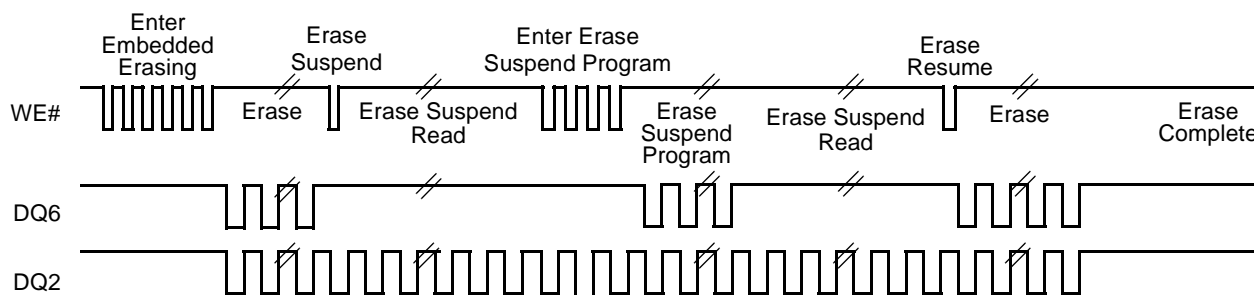 Enter
Embedded
Erasing
Erase
Suspend
Enter Erase
Suspend Program
Erase
Resume
WE#
Erase
Erase Suspend
Read
Erase
Suspend
Program
Erase Suspend
Read
Erase
Erase
Complete
DQ6
DQ2